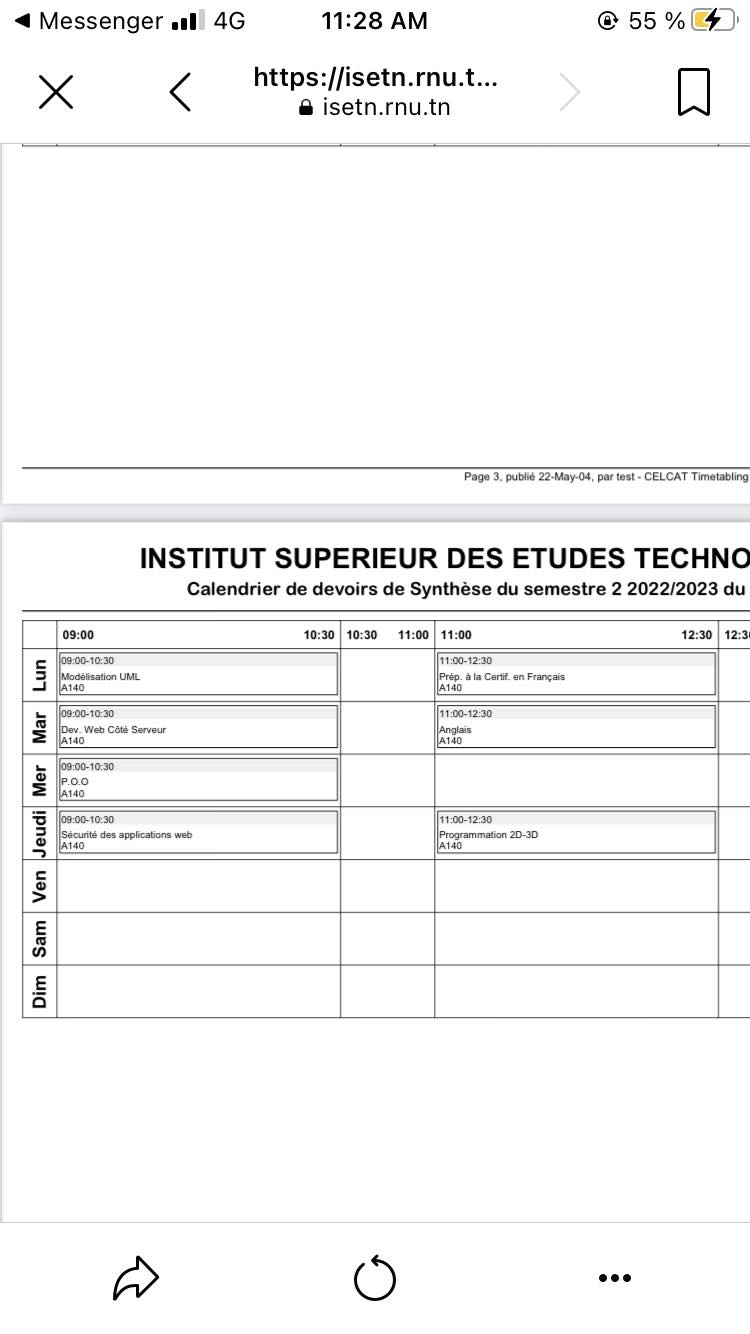 Messenger 4G 11:28 AM 55 %
https://isetn.rnu.t...
isetn.rnu.tn
Page 3, publié 22-May-04, par test - CELCAT Timetabling
INSTITUT SUPERIEUR DES ETUDES TECHNO
Calendrier de devoirs de Synthèse du semestre 2 2022/2023 du
09:00 10:30 10:30 11:00 11:00 12:30 12:3
Lun
09:00-10:30
Modélisation UML
A140
11:00-12:30
Prép. à la Certif. en Français
A140
Mar
09:00-10:30
Dev. Web Côté Serveur
A140
11:00-12:30
Anglais
A140
Mer
09:00-10:30
P.O.O
A140
Jeudi
09:00-10:30
Sécurité des applications web
A140
11:00-12:30
Programmation 2D-3D
A140
Ven
Sam
Dim